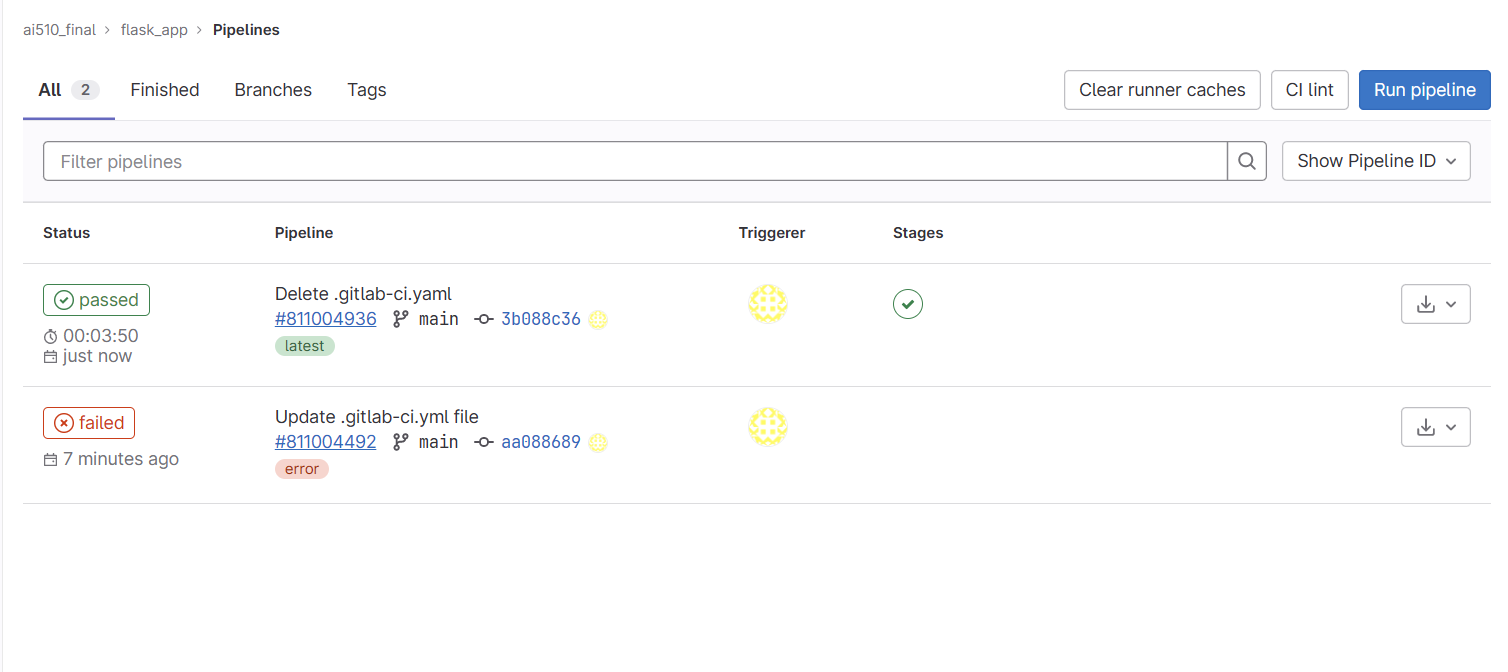 ai510_final > flask_app > Pipelines
All 2 Finished Branches Tags Clear runner caches CI lint Run pipeline
Filter pipelines Show Pipeline ID
Status Pipeline Triggerer Stages
passed Delete .gitlab-ci.yaml
#811004936 main 3b088c36
00:03:50 latest
just now
failed Update .gitlab-ci.yml file
#811004492 main aa088689
7 minutes ago error